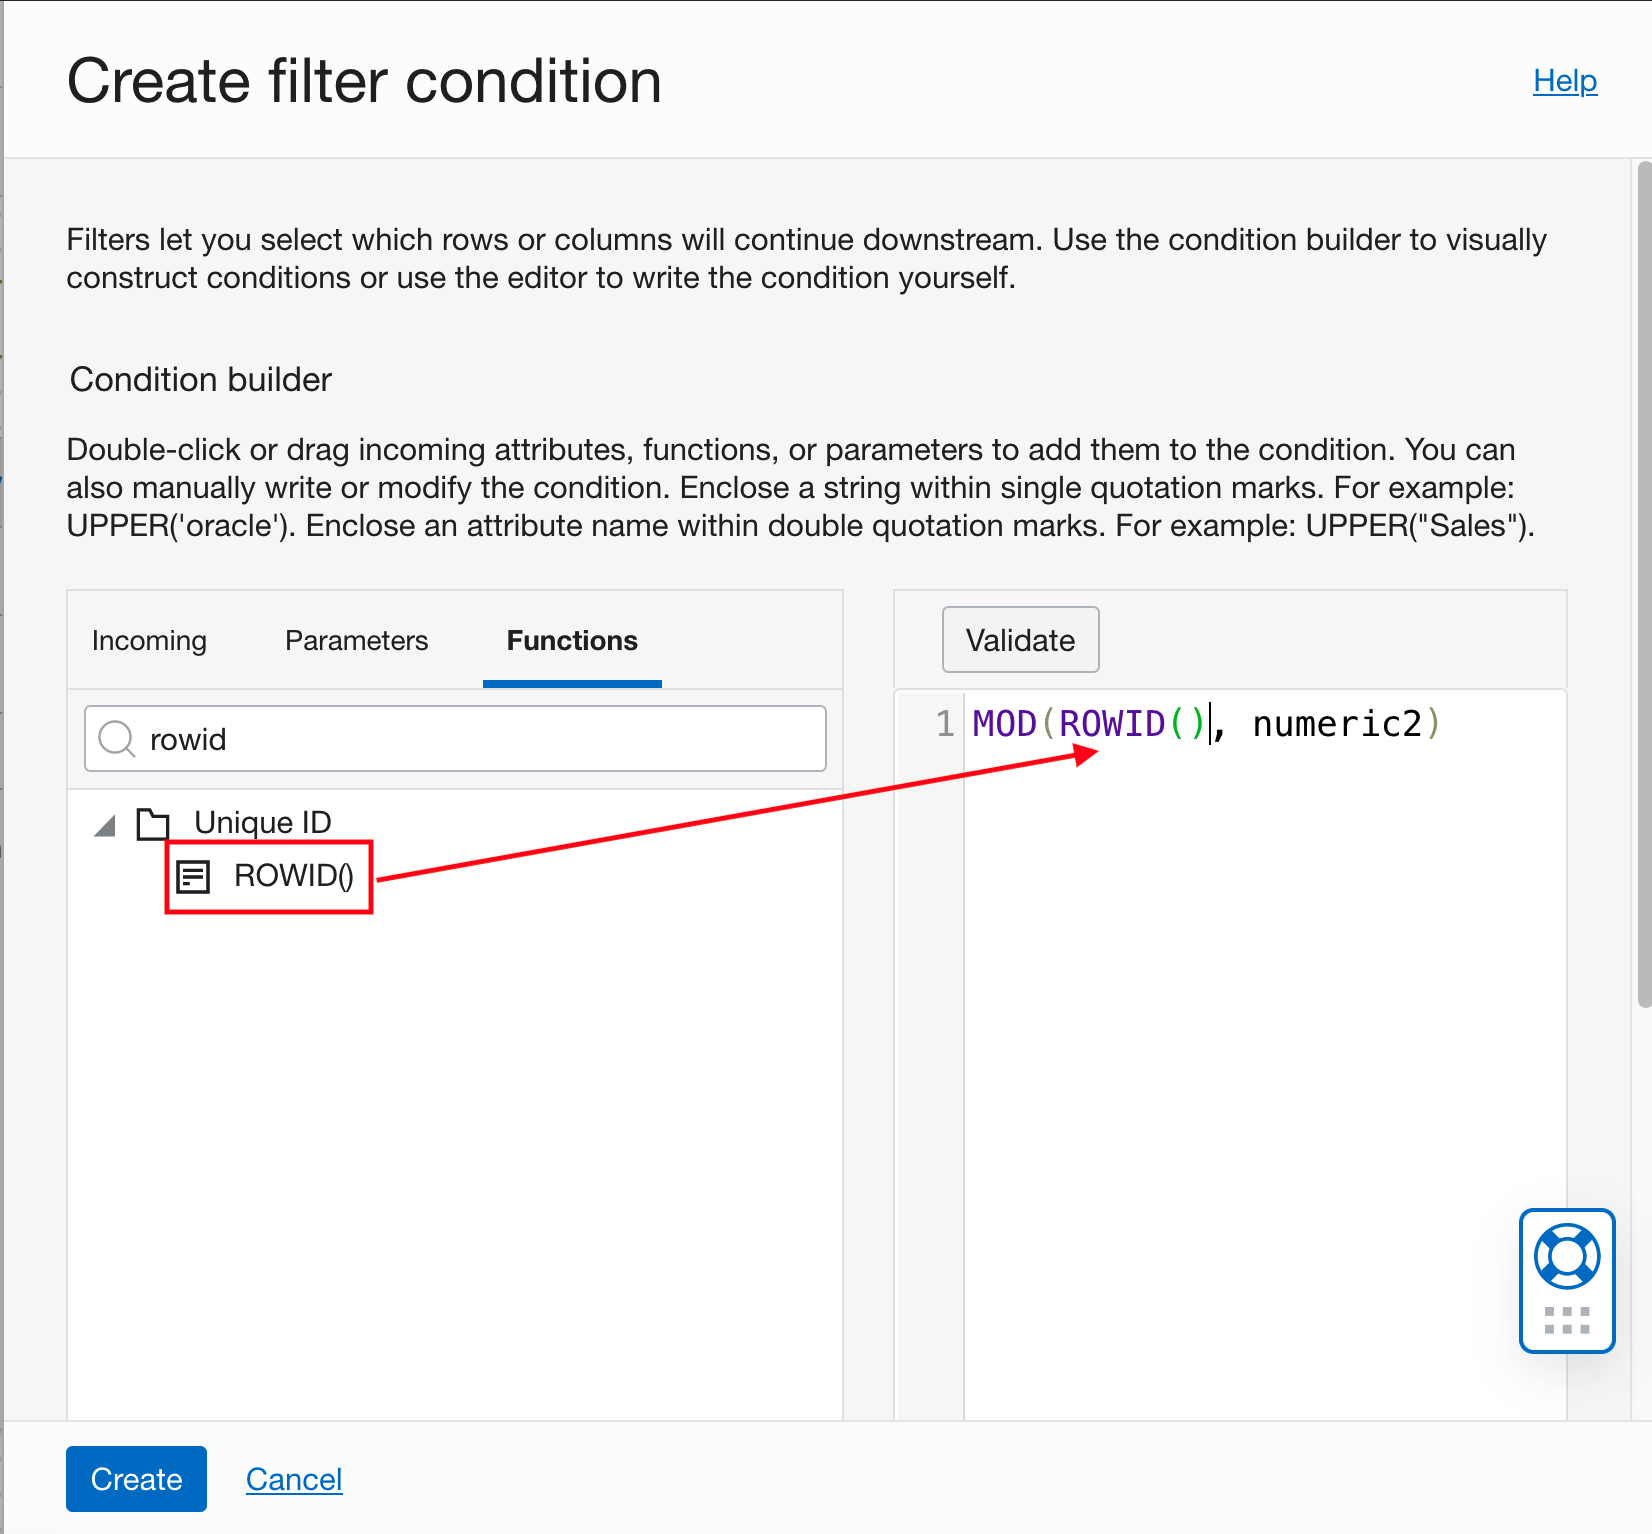 Create filter condition
Help
Filters let you select which rows or columns will continue downstream. Use the condition builder to visually
construct conditions or use the editor to write the condition yourself.
Condition builder
Double-click or drag incoming attributes, functions, or parameters to add them to the condition. You can
also manually write or modify the condition. Enclose a string within single quotation marks. For example:
UPPER('oracle'). Enclose an attribute name within double quotation marks. For example: UPPER("Sales").
Incoming
Parameters
Functions
Validate
rowid
1 MOD(ROWID(), numeric2)
Unique ID
ROWID()
Create
Cancel